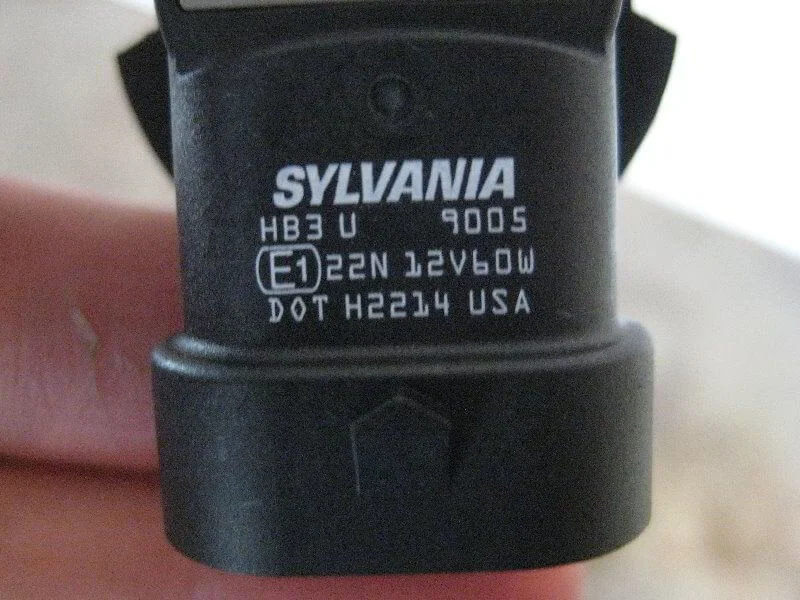 SYLVANIA
HB3 U 9005
E1 22N 12V60W
DOT H2214 USA